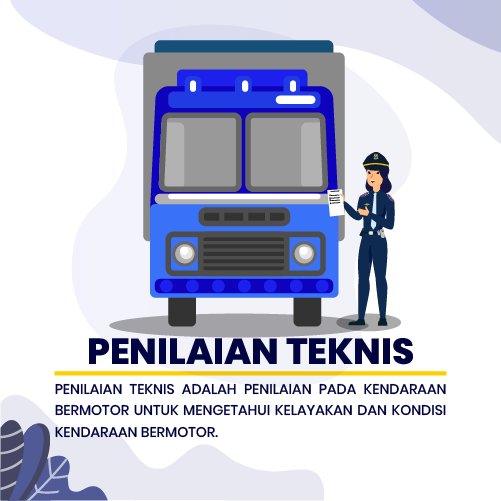 PENILAIAN TEKNIS
PENILAIAN TEKNIS ADALAH PENILAIAN PADA KENDARAAN
BERMOTOR UNTUK MENGETAHUI KELAYAKAN DAN KONDISI
KENDARAAN BERMOTOR.